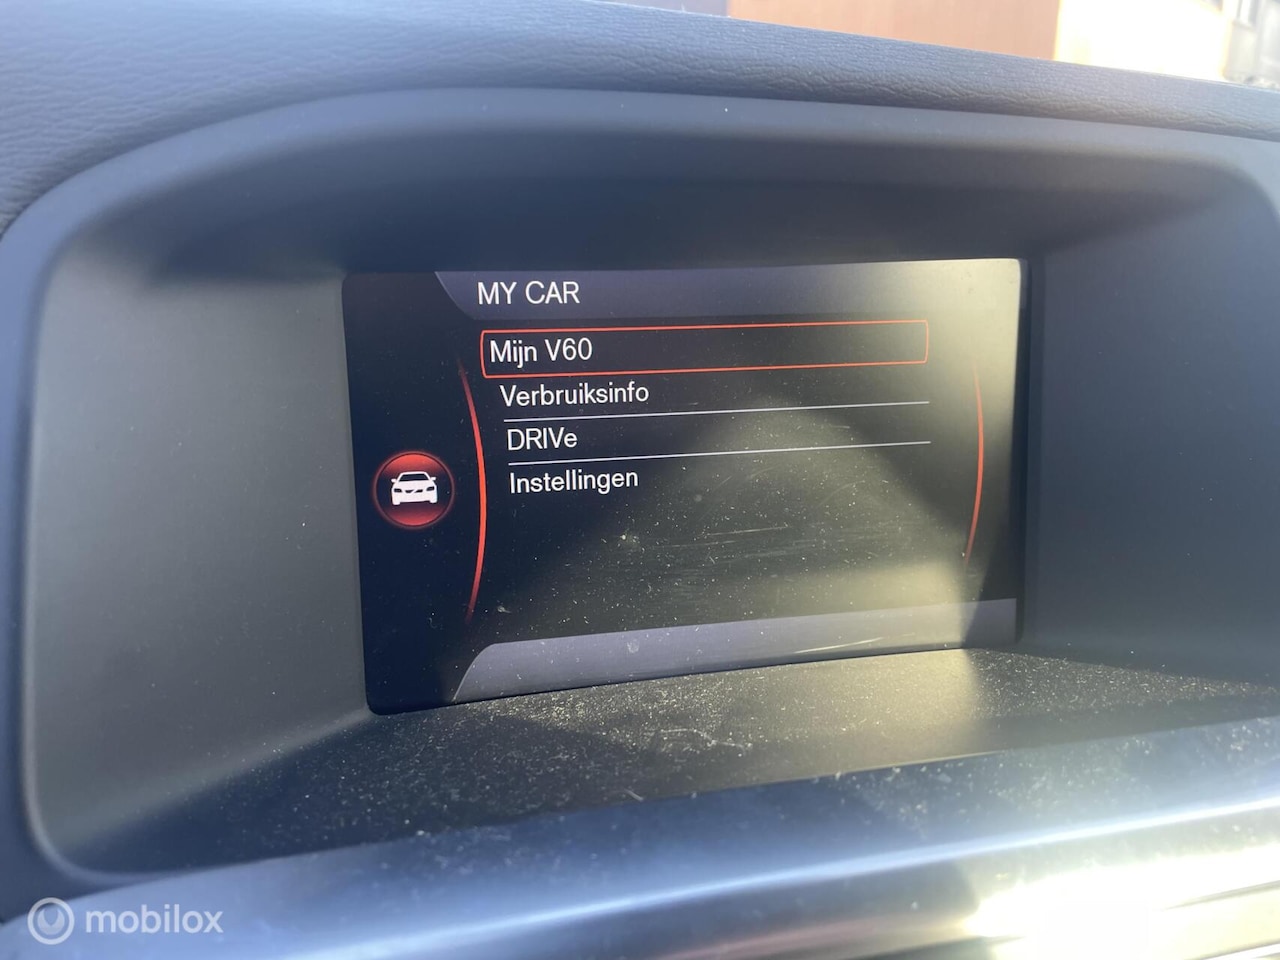 MY CAR
Mijn V60
Verbruiksinfo
DRIVe
Instellingen
mobilox